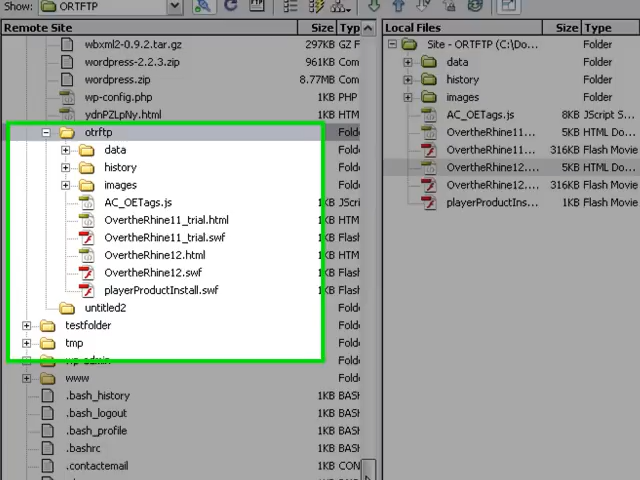 Show: ORTFTP FTP
Remote Site Size Typ Local Files Size Type
wbxml2-0.9.2.tar.gz 297KB GZ F Site - ORTFTP (C:\Do... Folder
wordpress-2.2.3.zip 961KB Com data Folder
wordpress.zip 8.77MB Com history Folder
wp-config.php 1KB PHP images Folder
ydnPZLpNy.html 1KB HTM AC_OETags.js 8KB JScript S
otrftp Folde OvertheRhine11... 5KB HTML Do...
data Folde OvertheRhine11... 316KB Flash Movie
history Folde OvertheRhine12.... 5KB HTML Do...
images Folde OvertheRhine12.... 316KB Flash Movie
AC_OETags.js 1KB JScri playerProductIns... 1KB Flash Movie
OvertheRhine11_trial.html 1KB HTM
OvertheRhine11_trial.swf 1KB Flash
OvertheRhine12.html 1KB HTM
OvertheRhine12.swf 1KB Flash
playerProductInstall.swf 1KB Flash
untitled2 Folde
testfolder Folde
tmp Folde
wp-admin Folde
www Folde
.bash_history 1KB BASH
.bash_logout 1KB BASH
.bash_profile 1KB BASH
.bashrc 1KB BASH
.contactemail 1KB CON